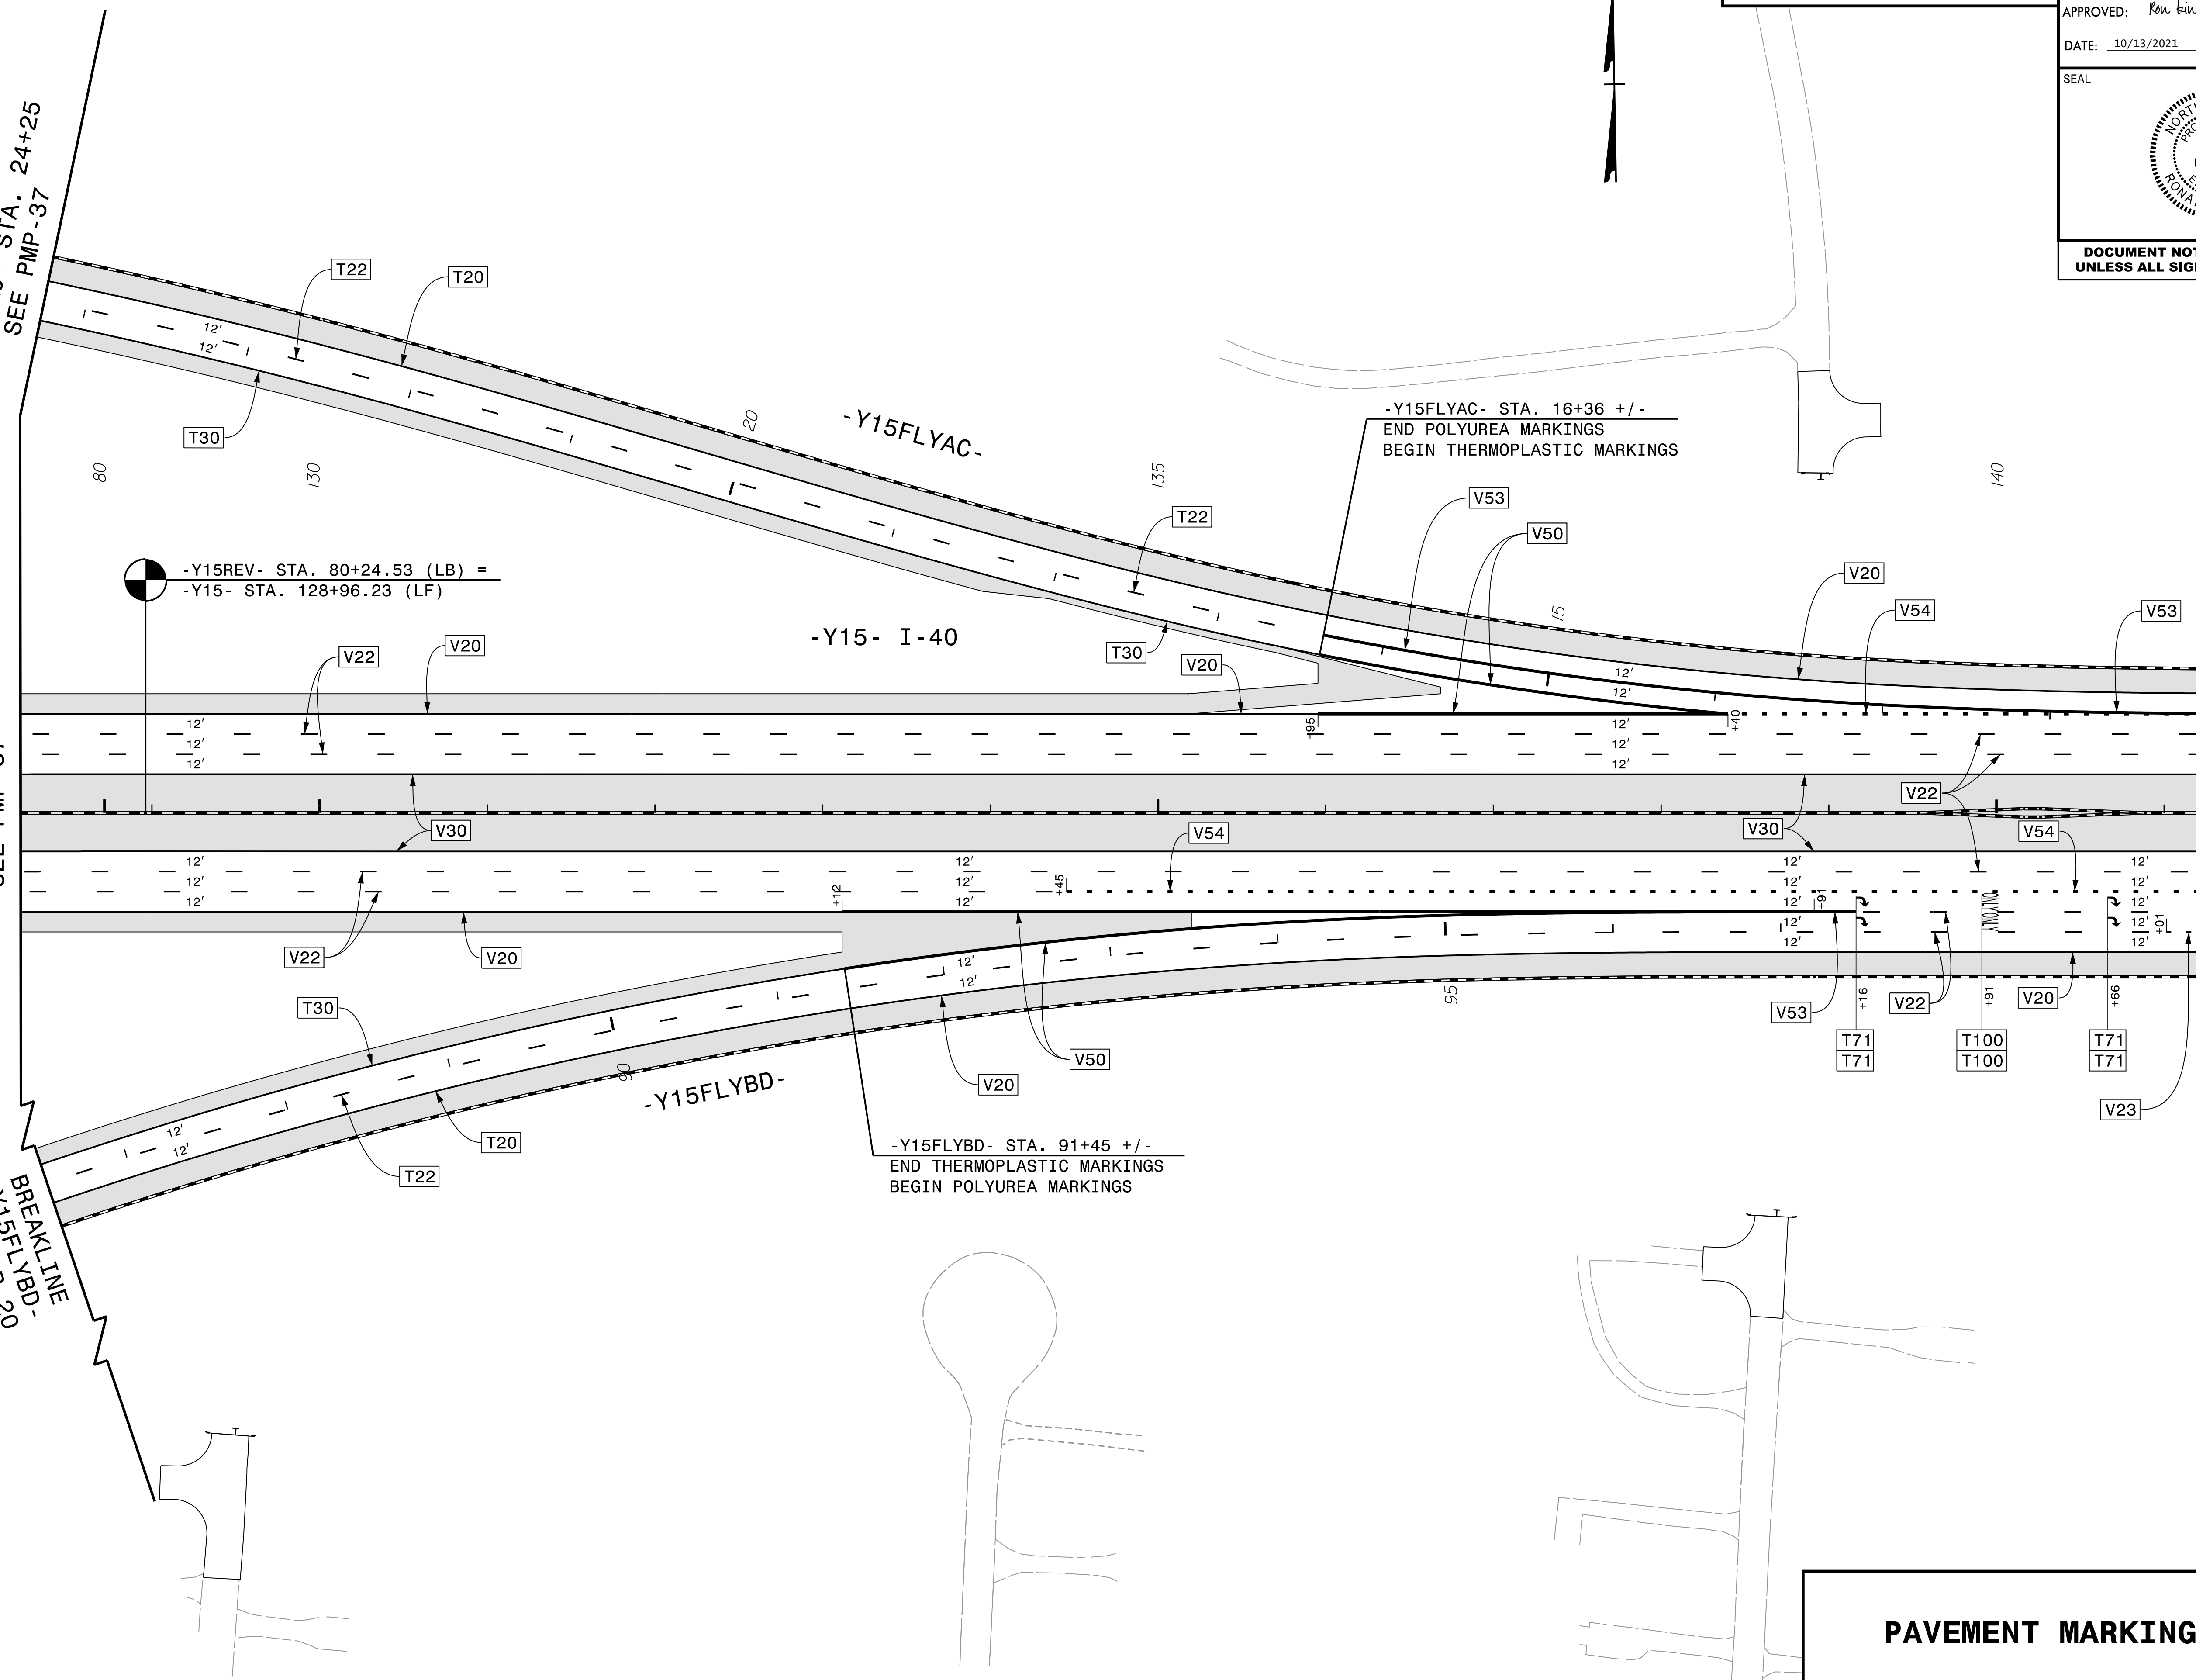 APPROVED:
DATE: 10/13/2021
SEAL
DOCUMENT NOT
UNLESS ALL SIG
STA. 24+25
SEE PMP-37
T22
T20
12'
12'
T30
20
-Y15FLYAC-
-Y15FLYAC- STA. 16+36 +/-
END POLYUREA MARKINGS
BEGIN THERMOPLASTIC MARKINGS
80
130
135
140
T22
V53
V50
15
V20
V54
V53
-Y15REV- STA. 80+24.53 (LB) =
-Y15- STA. 128+96.23 (LF)
-Y15- I-40
V22
V20
T30
V20
12'
12'
12'
12'
12'
+95
12'
12'
12'
+40
V22
V30
V54
V30
V54
12'
12'
12'
+12
12'
12'
12'
+45
12'
12'
12'
+91
12'
12'
ONLY ONLY
12'
12'
12'
12'
12'
+01
V22
V20
12'
12'
95
V53
+16
V22
+91
V20
+66
T71
T71
T100
T100
T71
T71
V23
T30
V50
V20
90
-Y15FLYBD-
12'
12'
T20
T22
-Y15FLYBD- STA. 91+45 +/-
END THERMOPLASTIC MARKINGS
BEGIN POLYUREA MARKINGS
BREAKLINE
Y15FLYBD-
20
PAVEMENT MARKING